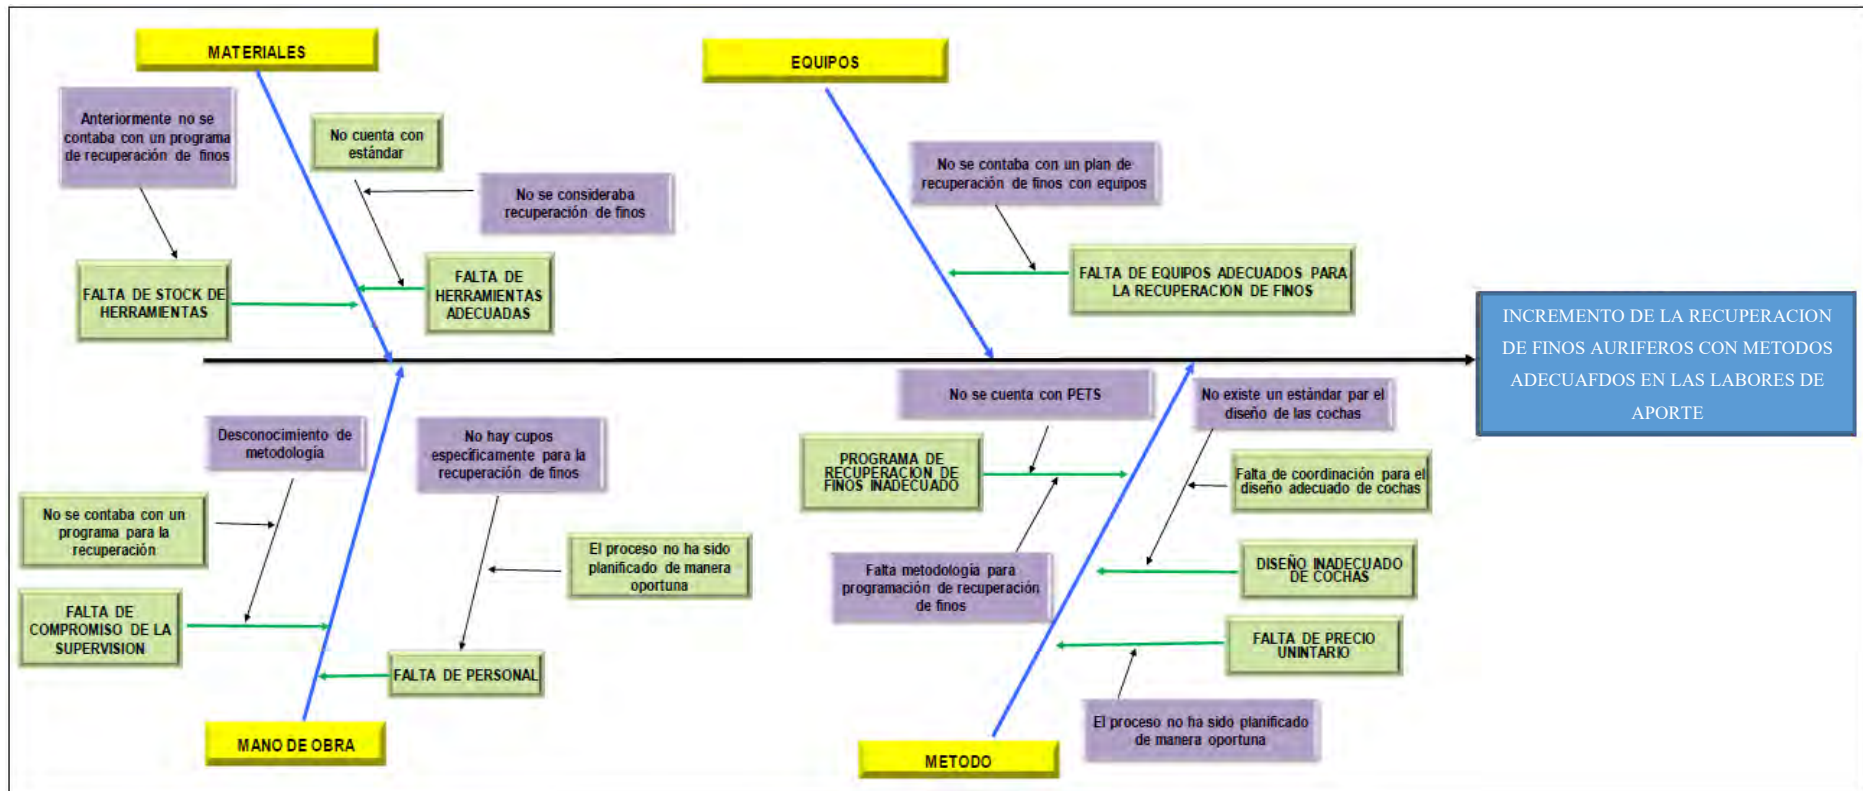 MATERIALES
EQUIPOS
Anteriormente no se
contaba con un programa
de recuperación de finos
No cuenta con
estándar
No se consideraba
recuperación de finos
No se contaba con un plan de
recuperación de finos con equipos
FALTA DE STOCK DE
HERRAMIENTAS
FALTA DE
HERRAMIENTAS
ADECUADAS
FALTA DE EQUIPOS ADECUADOS PARA
LA RECUPERACION DE FINOS
INCREMENTO DE LA RECUPERACION
DE FINOS AURIFEROS CON METODOS
ADECUAFDOS EN LAS LABORES DE
APORTE
Desconocimiento de
metodología
No hay cupos
específicamente para la
recuperación de finos
No se cuenta con PETS
No existe un estándar par el
diseño de las cochas
PROGRAMA DE
RECUPERACION DE
FINOS INADECUADO
Falta de coordinación para el
diseño adecuado de cochas
No se contaba con un
programa para la
recuperación
El proceso no ha sido
planificado de manera
oportuna
Falta metodología para
programación de recuperación
de finos
DISEÑO INADECUADO
DE COCHAS
FALTA DE
COMPROMISO DE LA
SUPERVISION
FALTA DE PERSONAL
FALTA DE PRECIO
UNINTARIO
El proceso no ha sido planificado
de manera oportuna
MANO DE OBRA
METODO